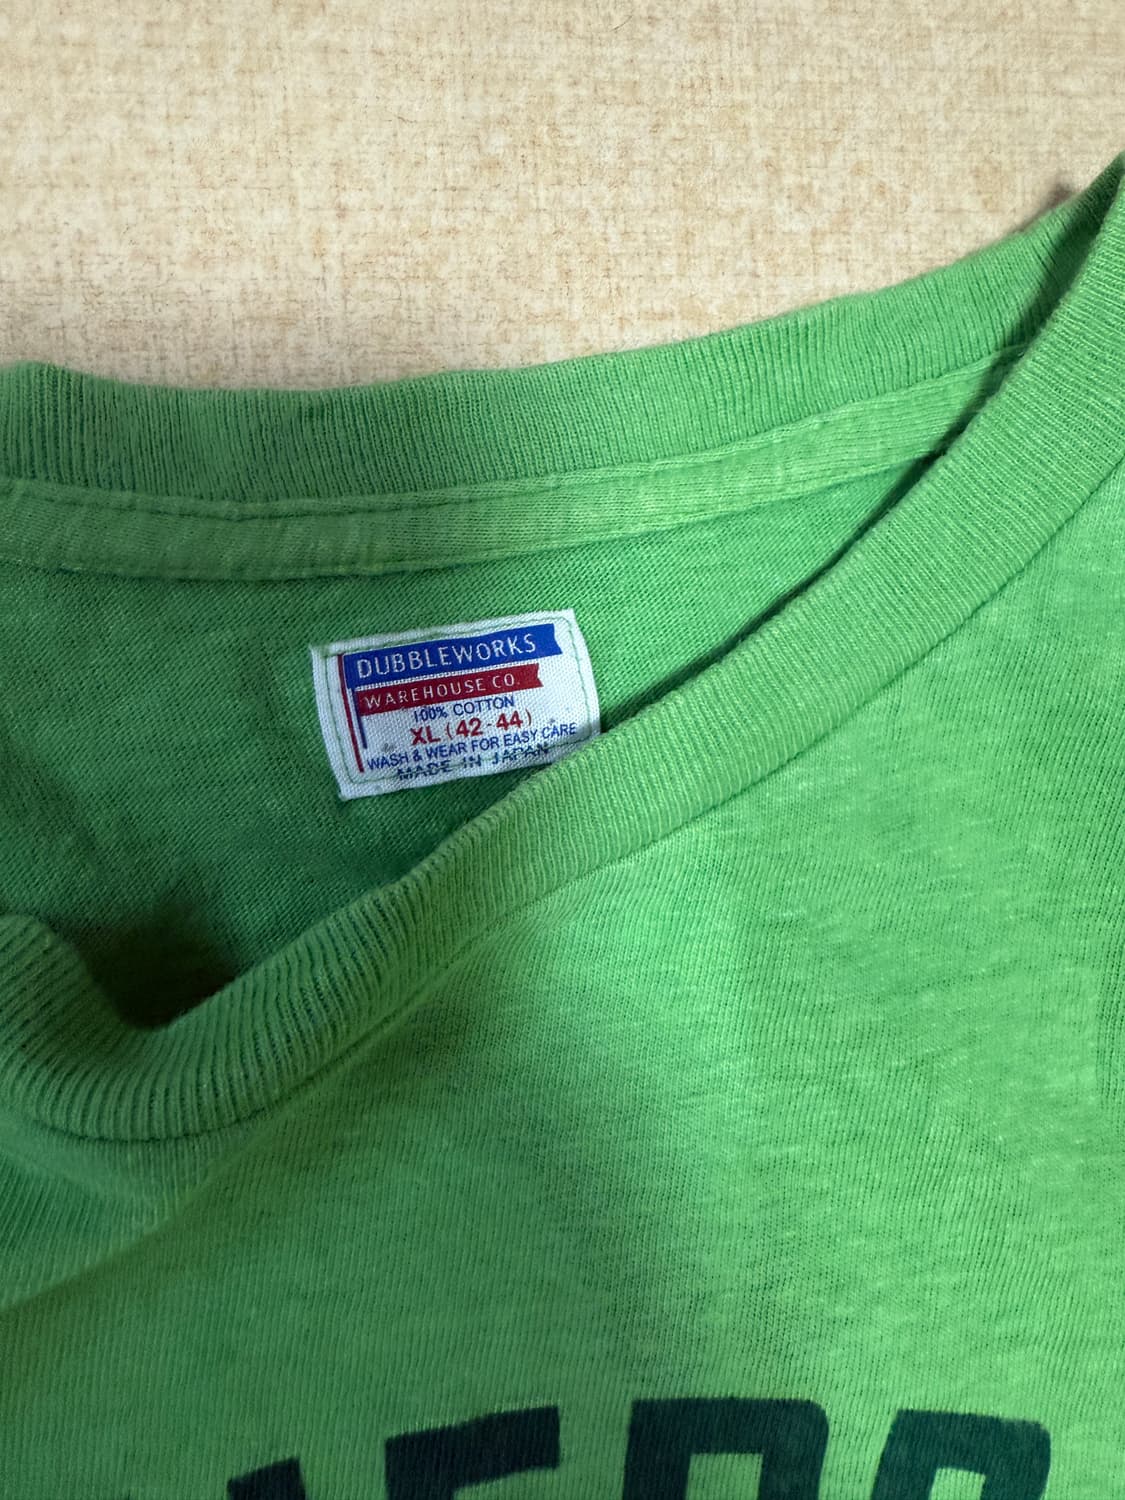 DUBBLEWORKS
WAREHOUSE CO.
100% COTTON
XL (42-44)
WASH & WEAR FOR EASY CARE
MADE IN JAPAN